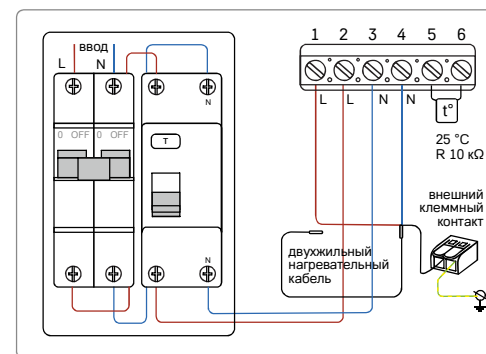 ввод
L N
0 OFF 0 OFF
T
N
N
1 2 3 4 5 6
L L N N
t°
25 °C
R 10 кΩ
внешний
клеммный
контакт
двухжильный
нагревательный
кабель